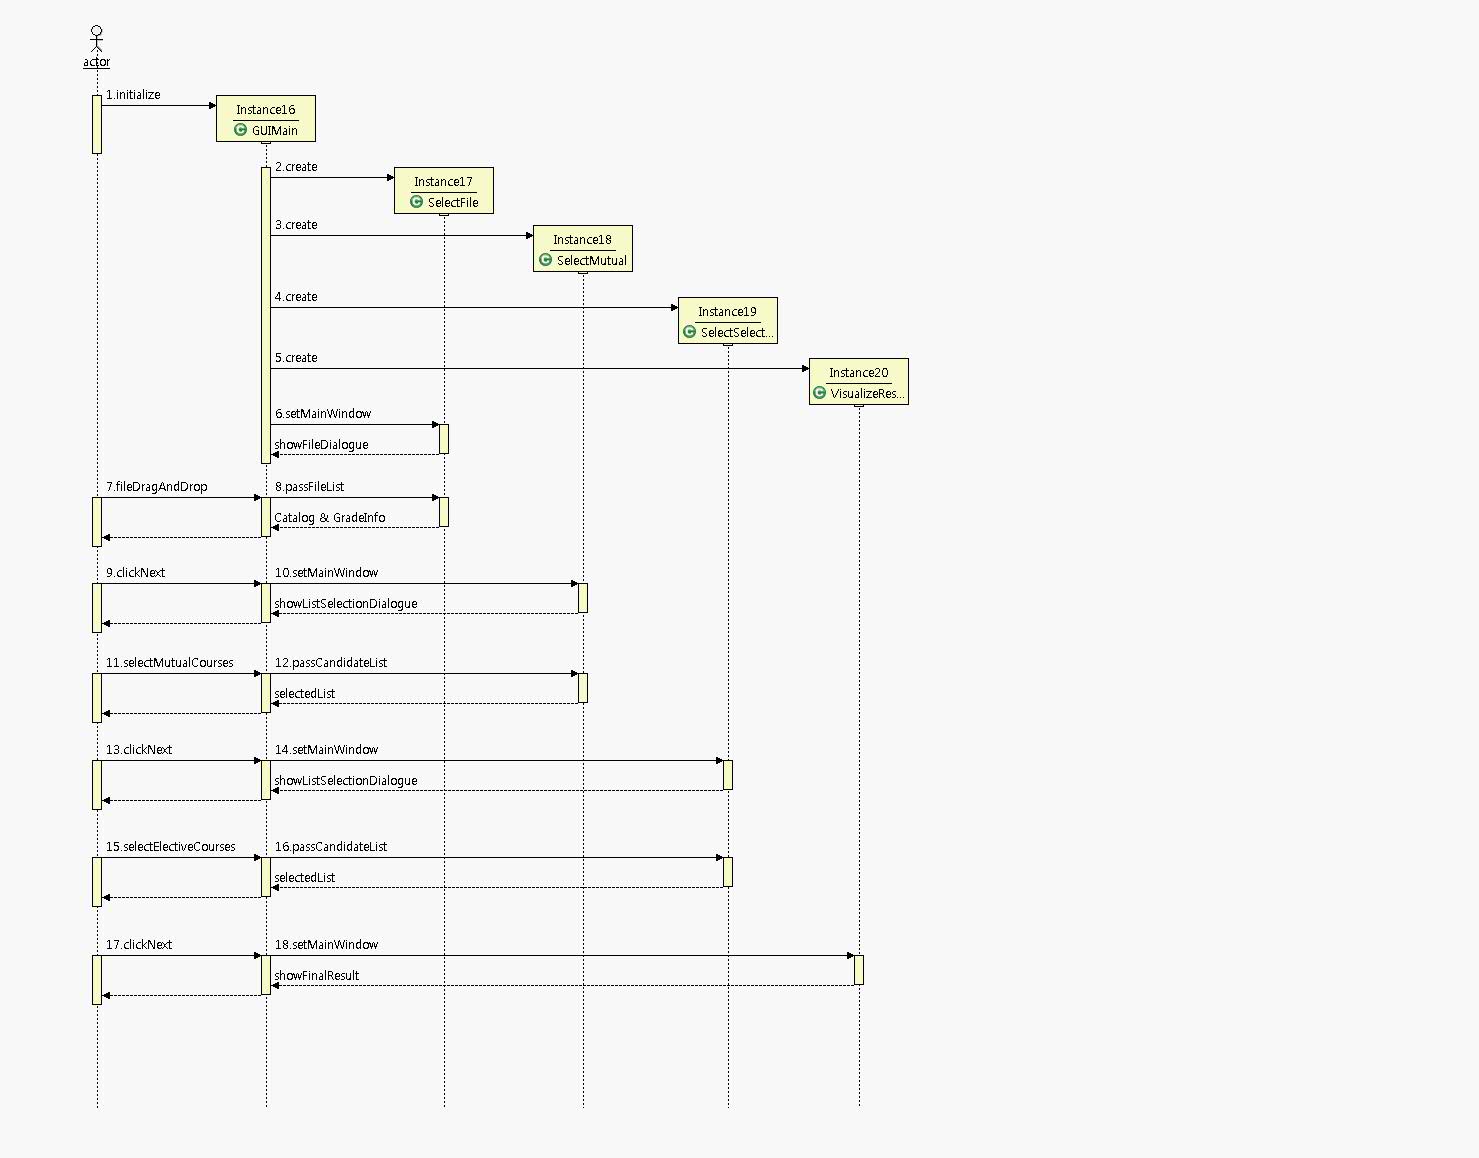 actor
1.initialize
Instance16
C GUIMain
2.create
Instance17
C SelectFile
3.create
Instance18
C SelectMutual
4.create
Instance19
C SelectSelect...
5.create
Instance20
C VisualizeRes...
6.setMainWindow
showFileDialogue
7.fileDragAndDrop
8.passFileList
Catalog & GradeInfo
9.clickNext
10.setMainWindow
showListSelectionDialogue
11.selectMutualCourses
12.passCandidateList
selectedList
13.clickNext
14.setMainWindow
showListSelectionDialogue
15.selectElectiveCourses
16.passCandidateList
selectedList
17.clickNext
18.setMainWindow
showFinalResult